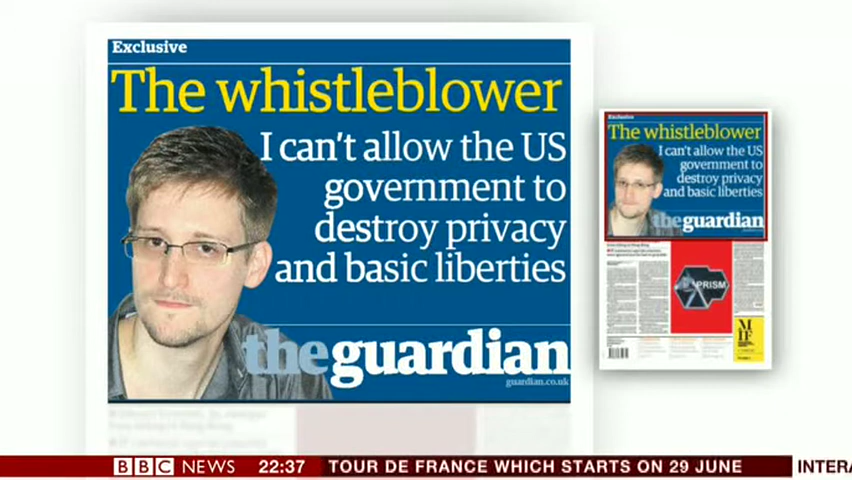 Exclusive
The whistleblower
I can't allow the US
government to
destroy privacy
and basic liberties
theguardian
guardian.co.uk
Exclusive
The whistleblower
I can't allow the US
government to
destroy privacy
and basic liberties
theguardian
PRISM
M
IF
BBC NEWS 22:37 TOUR DE FRANCE WHICH STARTS ON 29 JUNE INTERA